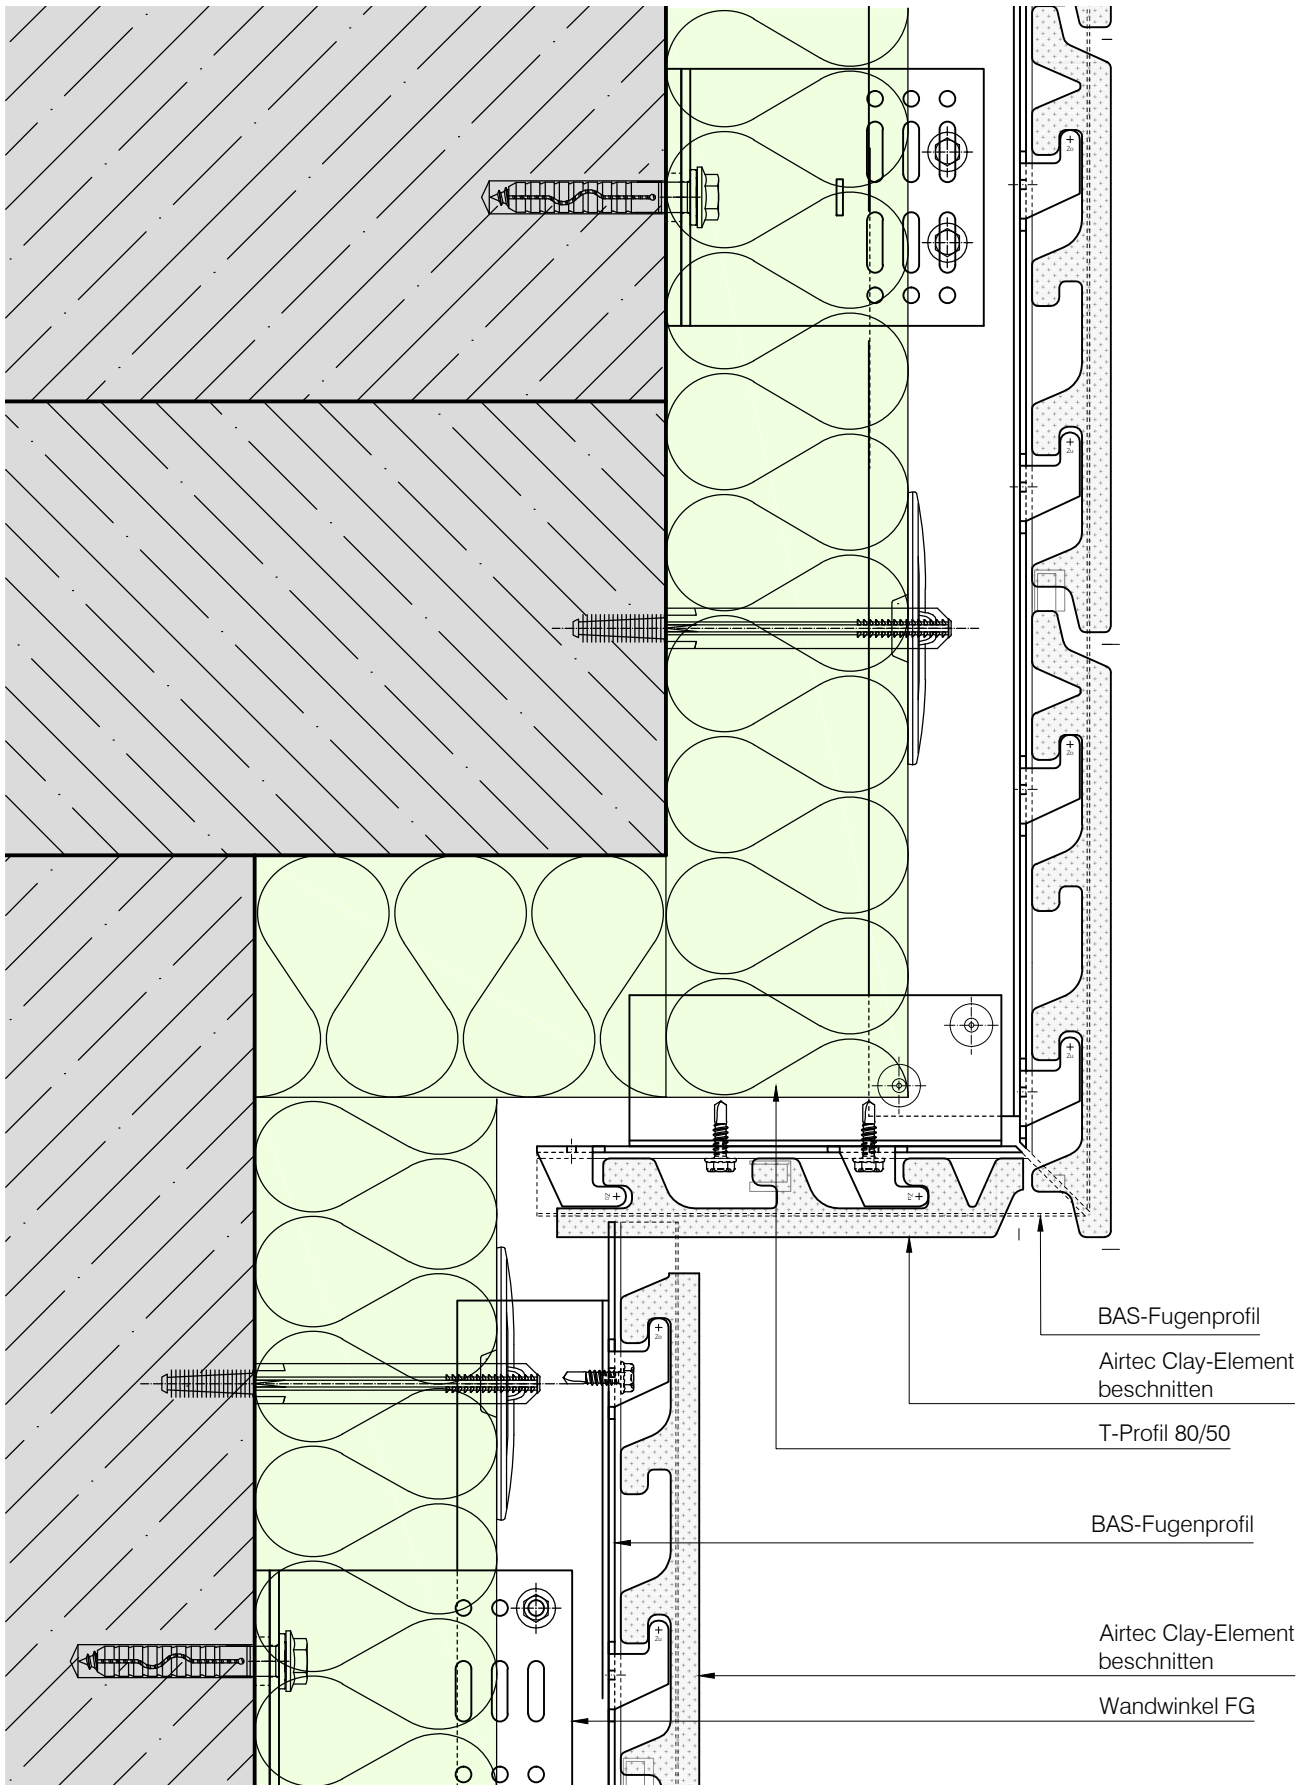 BAS-Fugenprofil
Airtec Clay-Element
beschnitten
T-Profil 80/50
BAS-Fugenprofil
Airtec Clay-Element
beschnitten
Wandwinkel FG